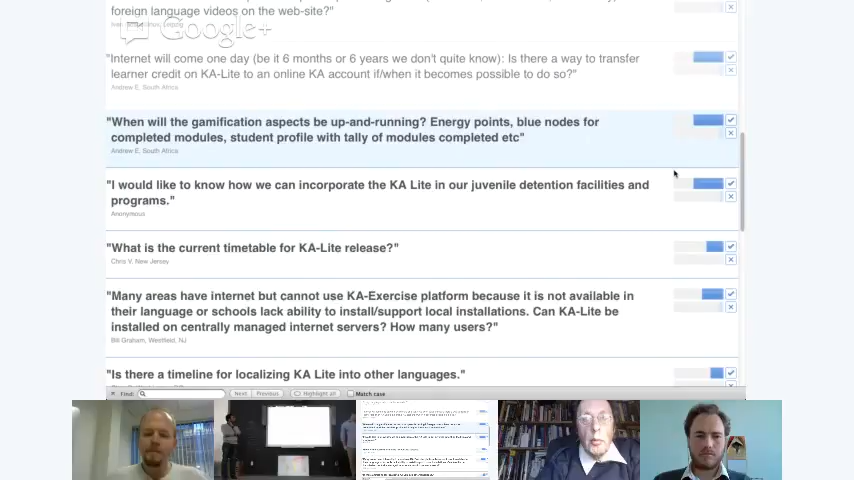 foreign language videos on the web-site?"
Google+
"Internet will come one day (be it 6 months or 6 years we don't quite know): Is there a way to transfer
learner credit on KA-Lite to an online KA account if/when it becomes possible to do so?"
Andrew E. South Africa
"When will the gamification aspects be up-and-running? Energy points, blue nodes for
completed modules, student profile with tally of modules completed etc"
Andrew E. South Africa
"I would like to know how we can incorporate the KA Lite in our juvenile detention facilities and
programs."
Anonymous
"What is the current timetable for KA-Lite release?"
Chris V. New Jersey
"Many areas have internet but cannot use KA-Exercise platform because it is not available in
their language or schools lack ability to install/support local installations. Can KA-Lite be
installed on centrally managed internet servers? How many users?"
Bill Graham, Westfield, NJ
"Is there a timeline for localizing KA Lite into other languages."
Find: Next Previous Highlight all Match case